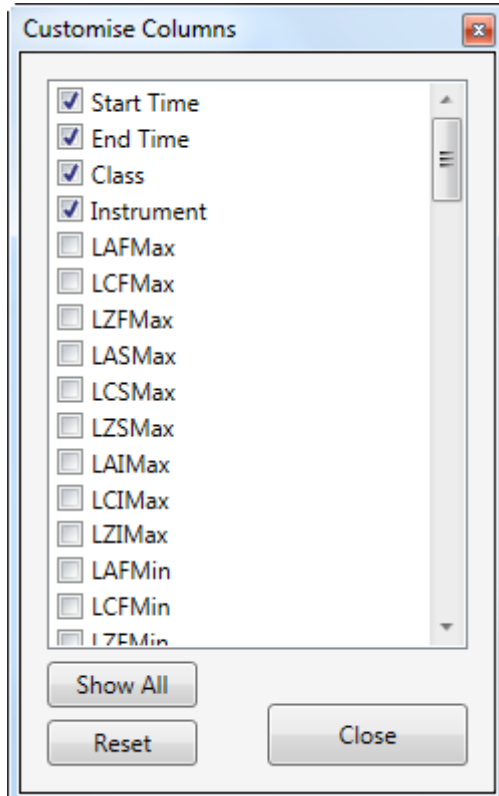 Customise Columns
Start Time
End Time
Class
Instrument
LAFMax
LCFMax
LZFMax
LASMax
LCSMax
LZSMax
LAIMax
LCIMax
LZIMax
LAFMin
LCFMin
LZFMin
Show All
Reset
Close